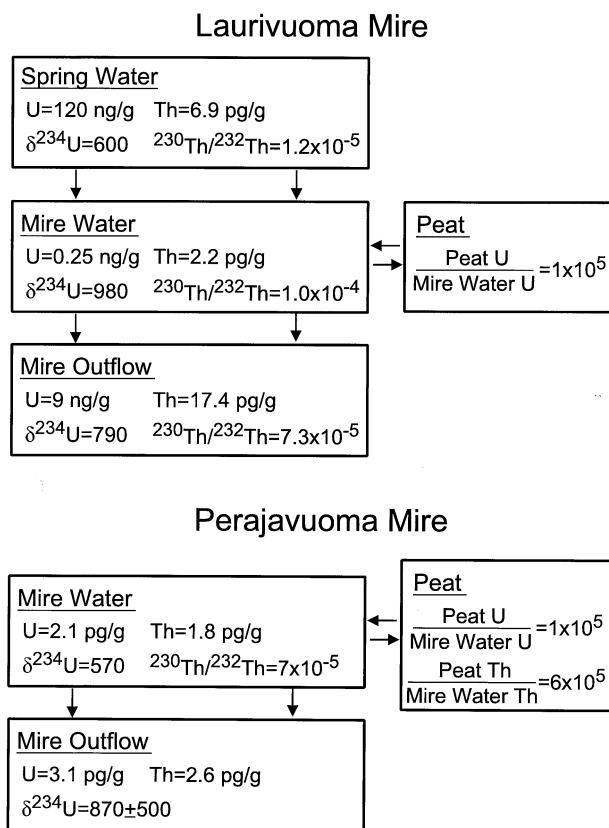 Laurivuoma Mire
Spring Water
U=120 ng/g Th=6.9 pg/g
δ²³⁴U=600 ²³⁰Th/²³²Th=1.2x10⁻⁵
Mire Water
U=0.25 ng/g Th=2.2 pg/g
δ²³⁴U=980 ²³⁰Th/²³²Th=1.0x10⁻⁴
Peat
Peat U
Mire Water U =1x10⁵
Mire Outflow
U=9 ng/g Th=17.4 pg/g
δ²³⁴U=790 ²³⁰Th/²³²Th=7.3x10⁻⁵
Perajavuoma Mire
Mire Water
U=2.1 pg/g Th=1.8 pg/g
δ²³⁴U=570 ²³⁰Th/²³²Th=7x10⁻⁵
Peat
Peat U
Mire Water U =1x10⁵
Peat Th
Mire Water Th =6x10⁵
Mire Outflow
U=3.1 pg/g Th=2.6 pg/g
δ²³⁴U=870±500